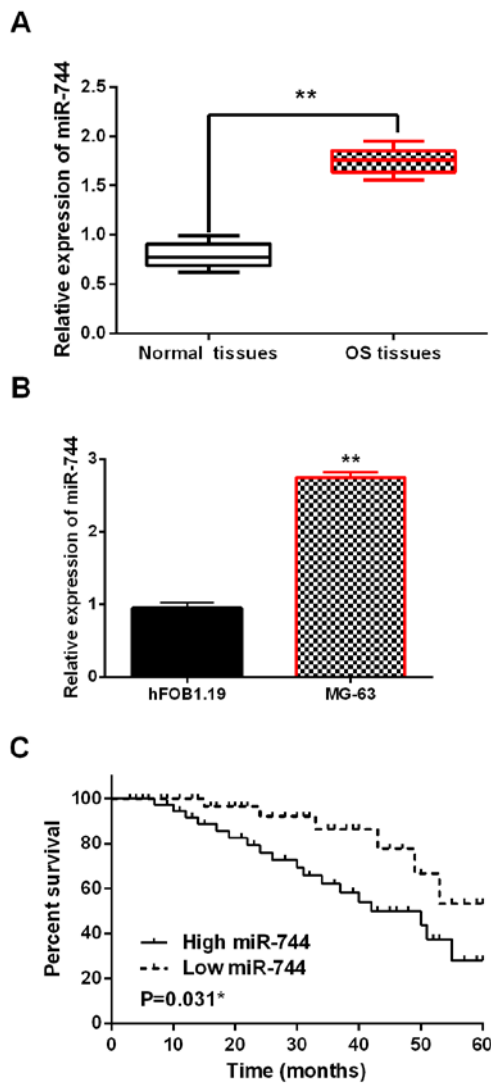 A
Relative expression of miR-744
2.5
2.0
1.5
1.0
0.5
0.0
**
Normal tissues
OS tissues
B
Relative expression of miR-744
3
2
1
0
**
hFOB1.19
MG-63
C
Percent survival
100
80
60
40
20
0
High miR-744
Low miR-744
P=0.031*
0 10 20 30 40 50 60
Time (months)